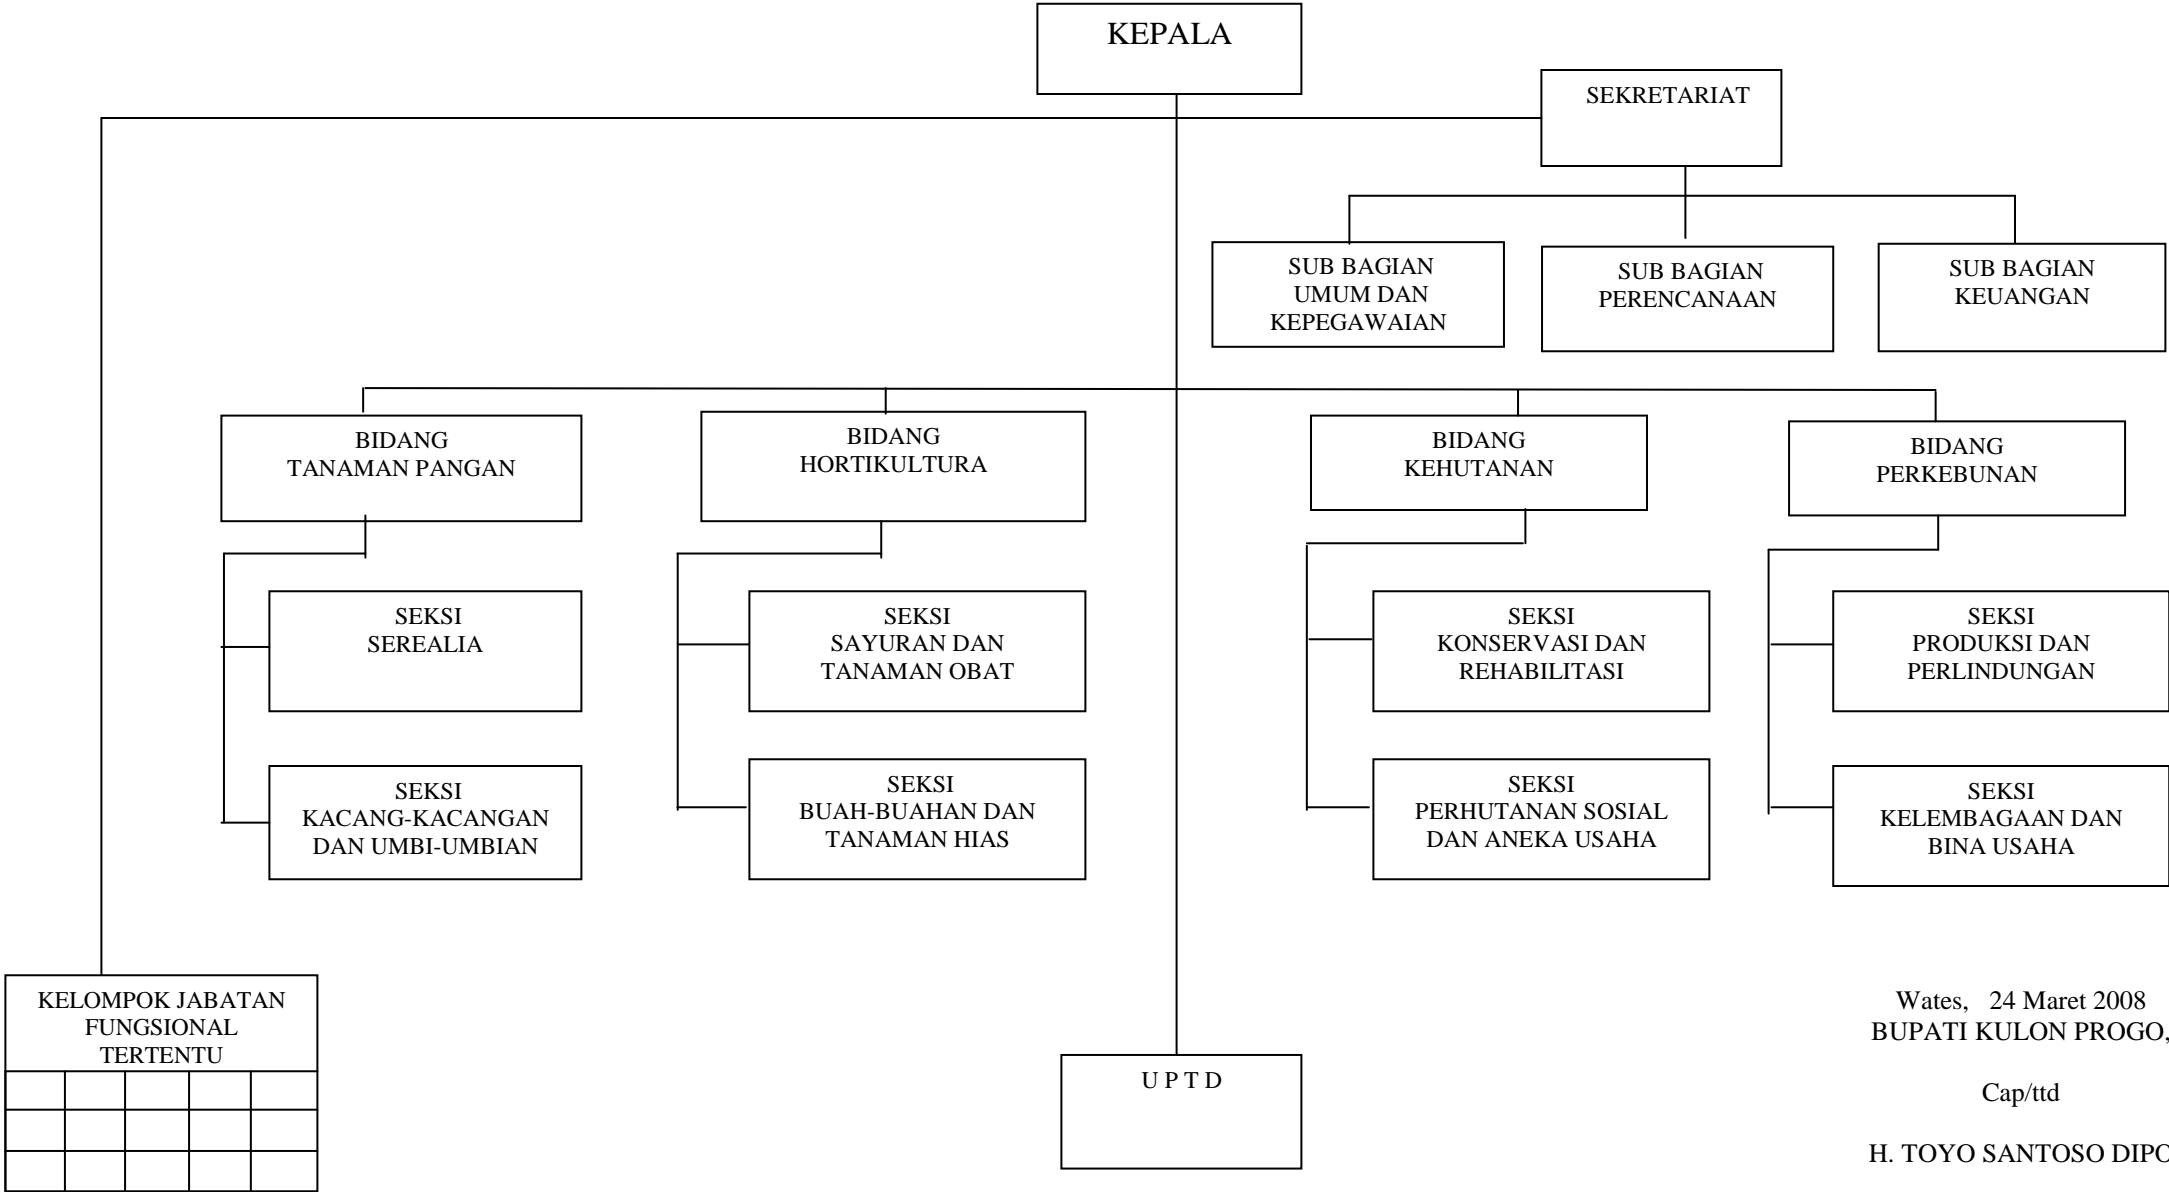 KEPALA
SEKRETARIAT
SUB BAGIAN
UMUM DAN
KEPEGAWAIAN
SUB BAGIAN
PERENCANAAN
SUB BAGIAN
KEUANGAN
BIDANG
TANAMAN PANGAN
BIDANG
HORTIKULTURA
BIDANG
KEHUTANAN
BIDANG
PERKEBUNAN
SEKSI
SEREALIA
SEKSI
SAYURAN DAN
TANAMAN OBAT
SEKSI
KONSERVASI DAN
REHABILITASI
SEKSI
PRODUKSI DAN
PERLINDUNGAN
SEKSI
KACANG-KACANGAN
DAN UMBI-UMBIAN
SEKSI
BUAH-BUAHAN DAN
TANAMAN HIAS
SEKSI
PERHUTANAN SOSIAL
DAN ANEKA USAHA
SEKSI
KELEMBAGAAN DAN
BINA USAHA
KELOMPOK JABATAN
FUNGSIONAL
TERTENTU
U P T D
Wates, 24 Maret 2008
BUPATI KULON PROGO,
Cap/ttd
H. TOYO SANTOSO DIPO